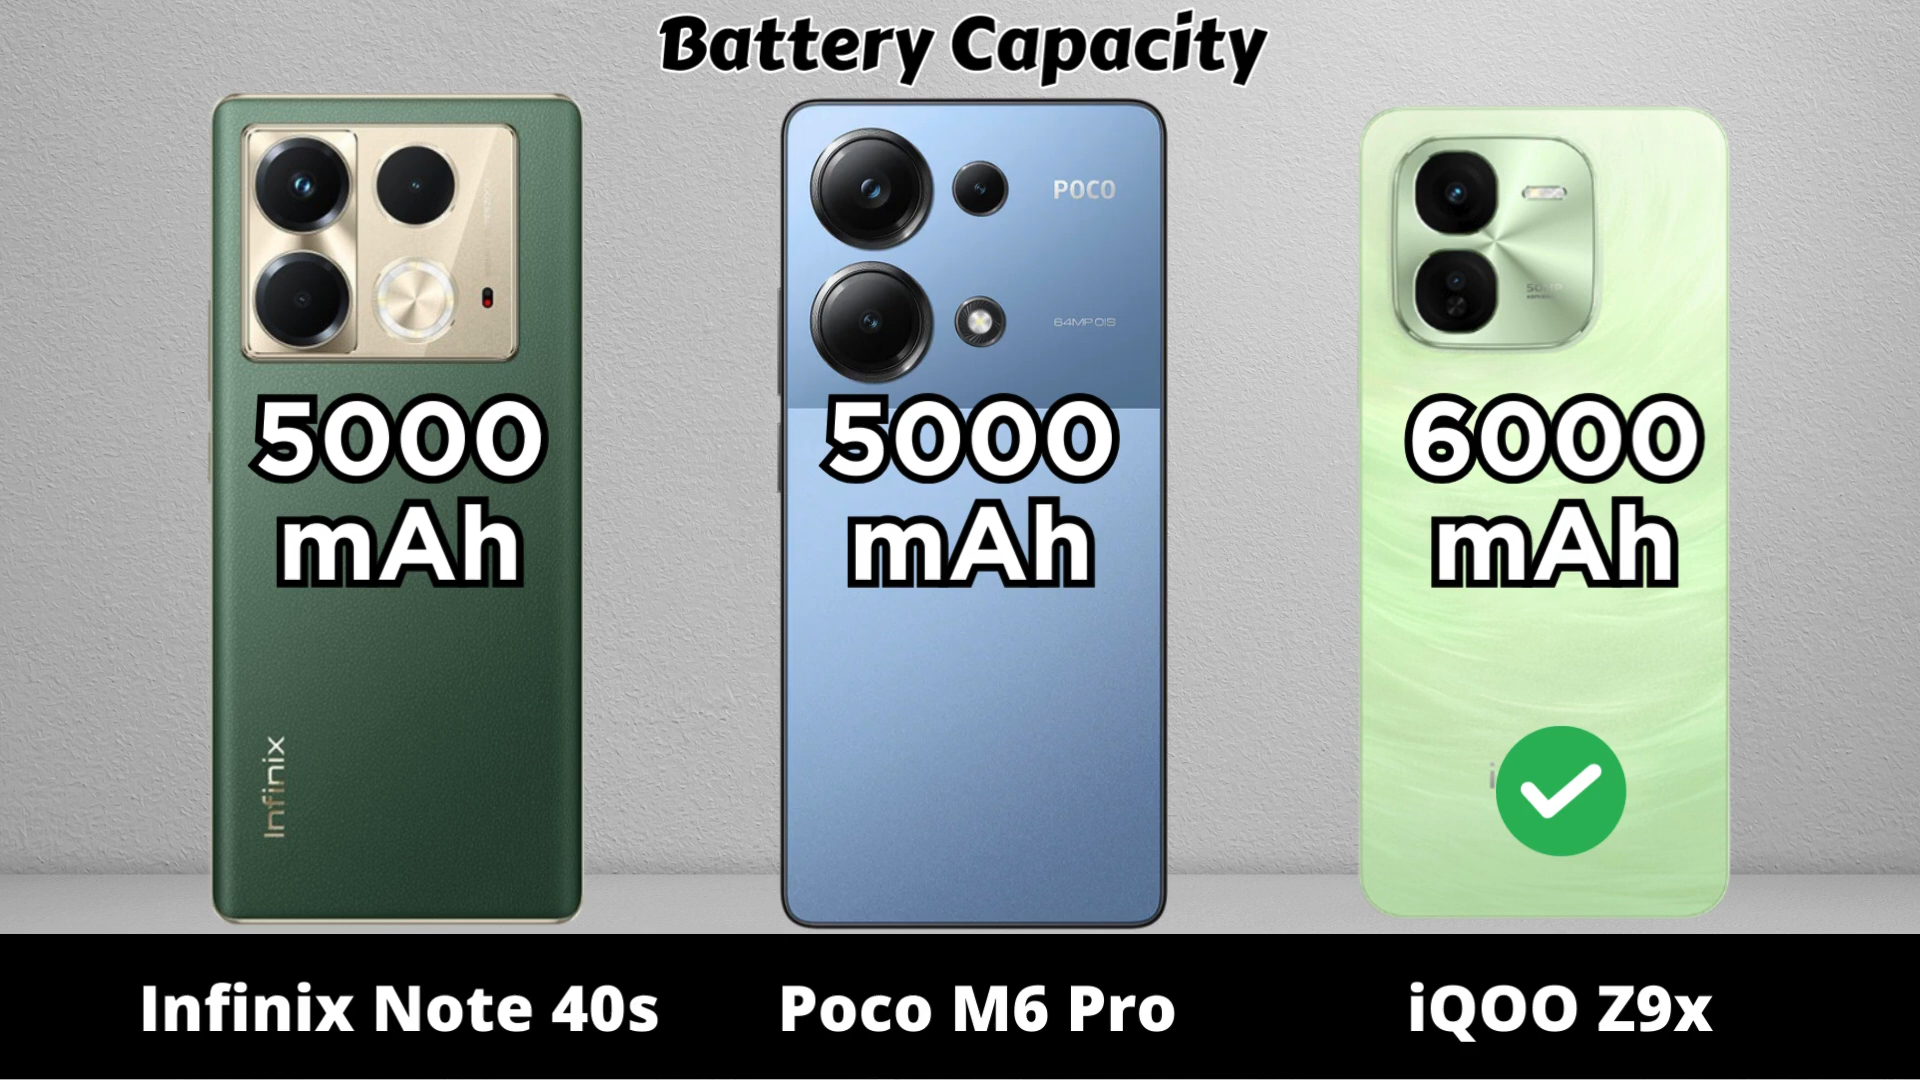 Battery Capacity
POCO
64MP OIS
5000
mAh
5000
mAh
6000
mAh
Infinix
Infinix Note 40s
Poco M6 Pro
iQOO Z9x